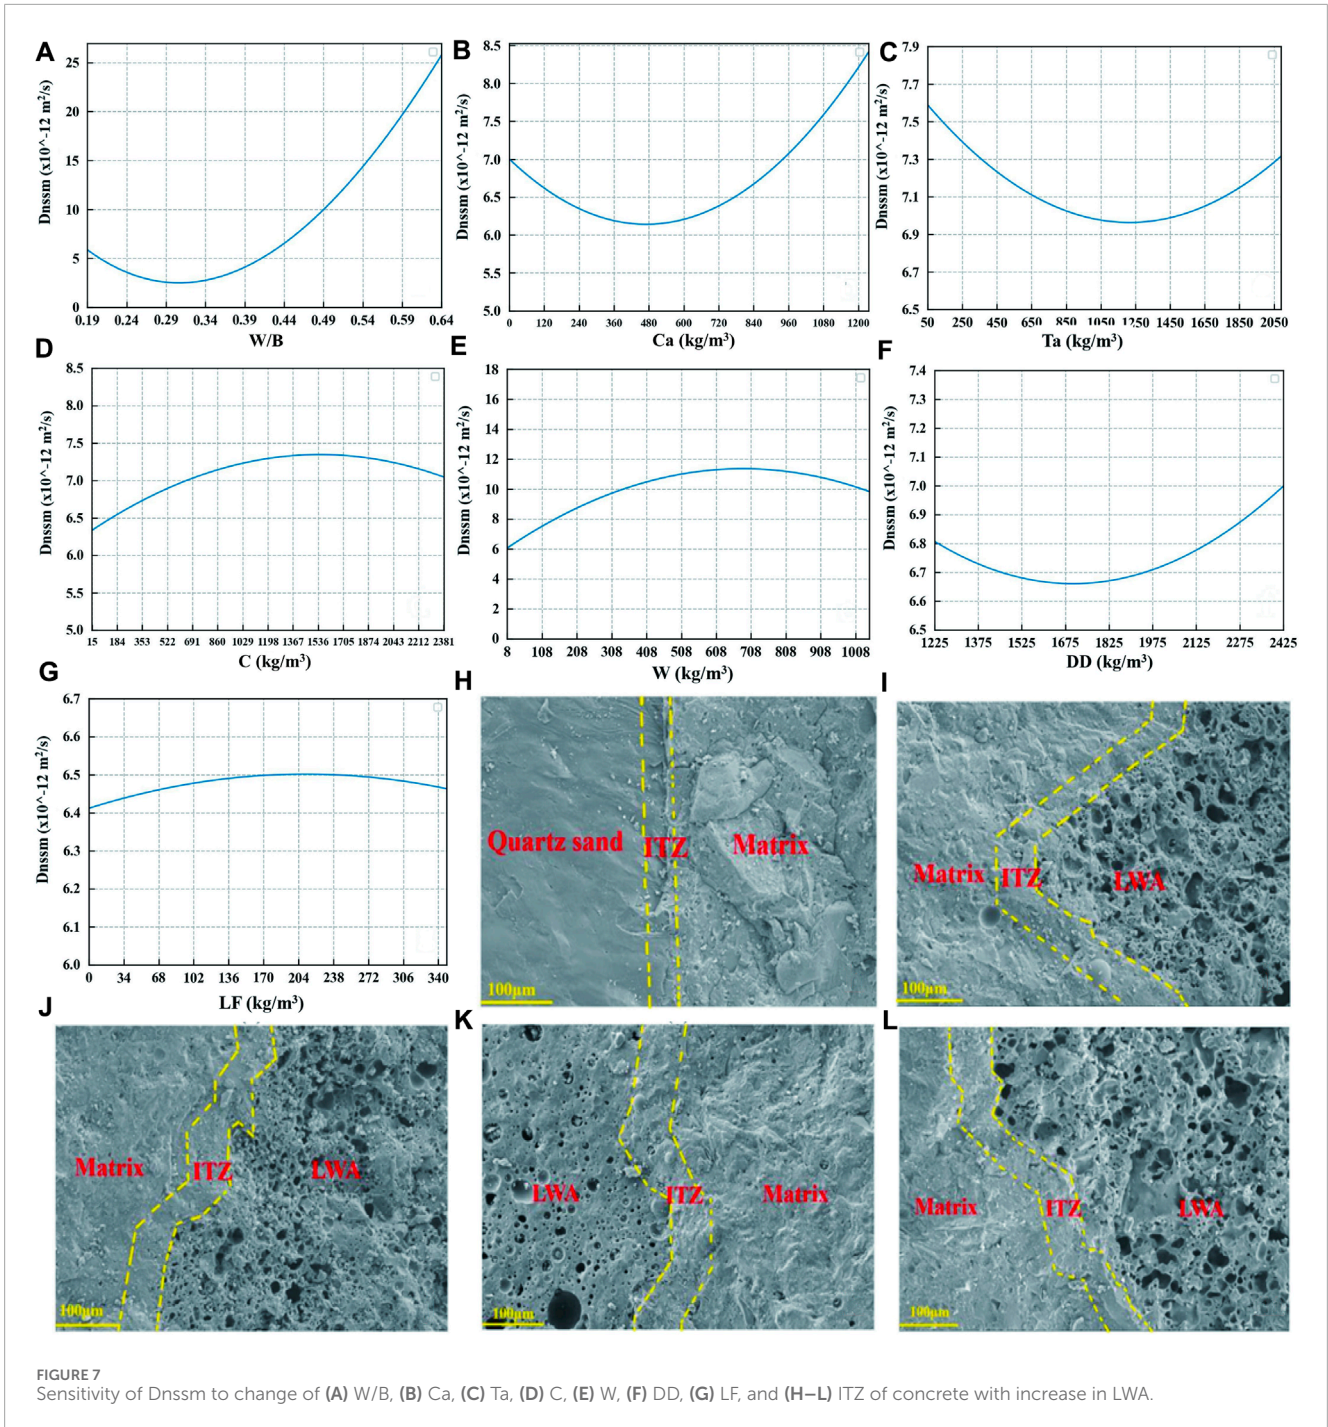 A
Dnssm (x10^-12 m²/s)
25
20
15
10
5
0
0.19 0.24 0.29 0.34 0.39 0.44 0.49 0.54 0.59 0.64
W/B
B
Dnssm (x10^-12 m²/s)
8.5
8.0
7.0
6.5
6.0
5.5
5.0
0 120 240 360 480 600 720 840 960 1080 1200
Ca (kg/m³)
C
Dnssm (x10^-12 m²/s)
7.9
7.7
7.5
7.3
7.1
6.9
6.7
6.5
50 250 450 650 850 1050 1250 1450 1650 1850 2050
Ta (kg/m³)
D
Dnssm (x10^-12 m²/s)
8.5
8.0
7.5
7.0
6.5
6.0
5.5
5.0
15 184 353 522 691 860 1029 1198 1367 1536 1705 1874 2043 2212 2381
C (kg/m³)
E
Dnssm (x10^-12 m²/s)
18
16
14
12
10
8
6
4
2
0
8 108 208 308 408 508 608 708 808 908 1008
W (kg/m³)
F
Dnssm (x10^-12 m²/s)
7.4
7.3
7.2
7.1
7.0
6.9
6.8
6.7
6.6
6.5
1225 1375 1525 1675 1825 1975 2125 2275 2425
DD (kg/m³)
G
Dnssm (x10^-12 m²/s)
6.7
6.6
6.5
6.4
6.3
6.2
6.1
6.0
0 34 68 102 136 170 204 238 272 306 340
LF (kg/m³)
H
Quartz sand ITZ Matrix
100μm
I
Matrix ITZ LWA
100μm
J
Matrix ITZ LWA
100μm
K
LWA ITZ Matrix
100μm
L
Matrix ITZ LWA
100μm
FIGURE 7
Sensitivity of Dnssm to change of (A) W/B, (B) Ca, (C) Ta, (D) C, (E) W, (F) DD, (G) LF, and (H–L) ITZ of concrete with increase in LWA.